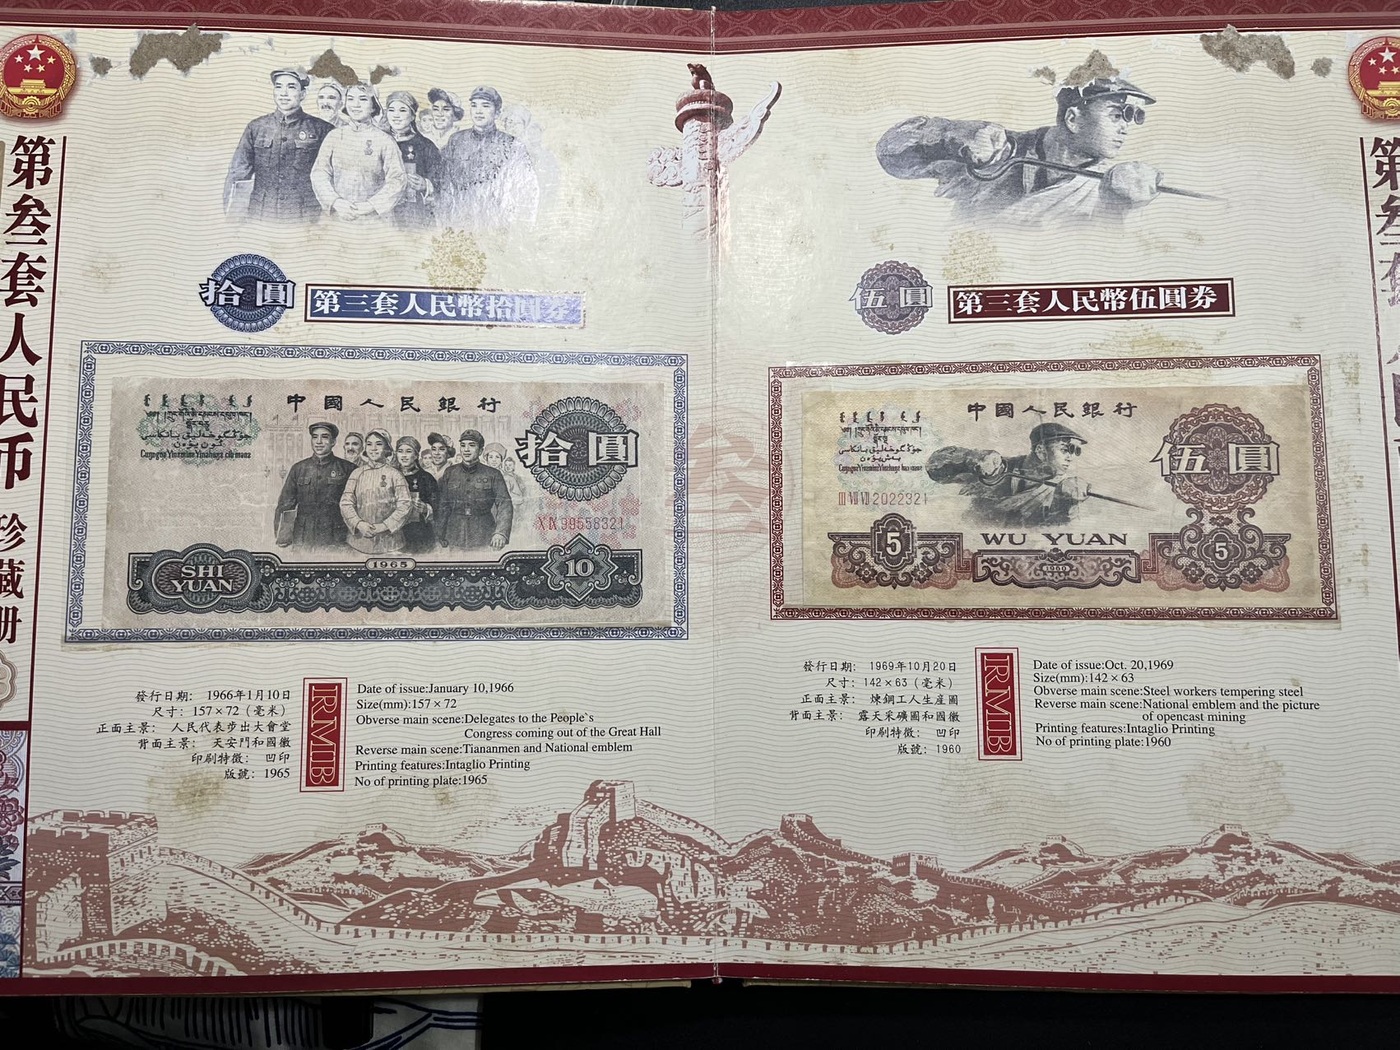 第叁套人民币
珍藏册
拾圓
第三套人民幣拾圓券
中國人民銀行
拾圓
39558321
1965
SHI
YUAN
10
發行日期: 1966年1月10日
尺寸: 157×72(毫米)
正面主景: 人民代表步出大會堂
背面主景: 天安門和國徽
印刷特徵: 凹印
版號: 1965
RMB
Date of issue:January 10,1966
Size(mm):157×72
Obverse main scene:Delegates to the People`s
Congress coming out of the Great Hall
Reverse main scene:Tiananmen and National emblem
Printing features:Intaglio Printing
No of printing plate:1965
叁
伍圓
第三套人民幣伍圓券
中國人民銀行
伍圓
III VII VII 2022321
5
WU YUAN
1960
5
發行日期: 1969年10月20日
尺寸: 142×63(毫米)
正面主景: 煉鋼工人生産圖
背面主景: 露天采礦圖和國徽
印刷特徵: 凹印
版號: 1960
RMB
Date of issue:Oct. 20,1969
Size(mm):142×63
Obverse main scene:Steel workers tempering steel
Reverse main scene:National emblem and the picture
of opencast mining
Printing features:Intaglio Printing
No of printing plate:1960